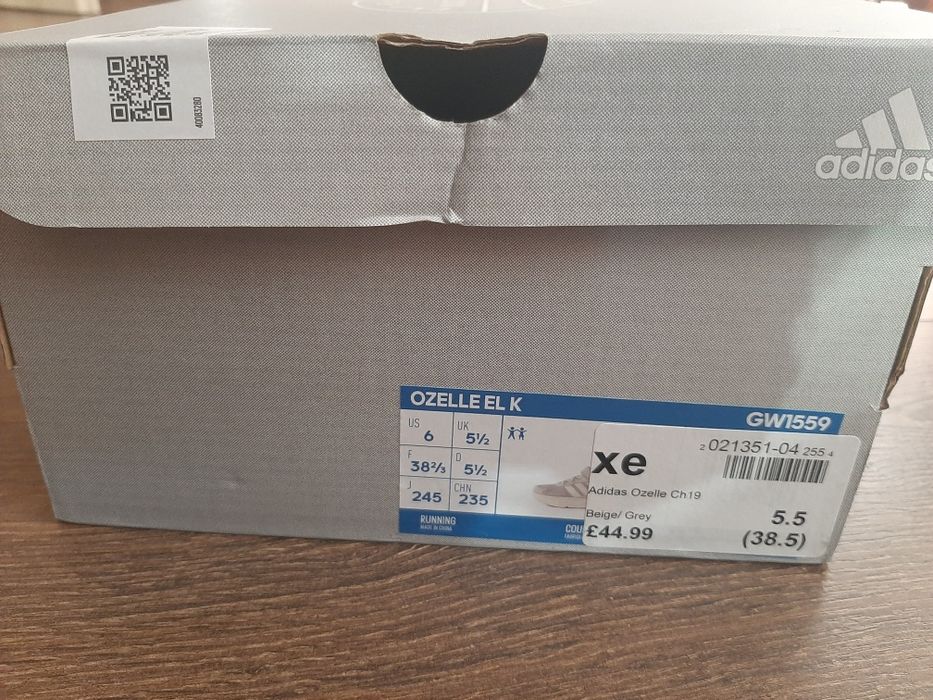 40083280
adidas
OZELLE EL K
GW1559
US
6
UK
5½
F
38⅔
D
5½
J
245
CHN
235
RUNNING
MADE IN CHINA
xe
2 021351-04 255 4
Adidas Ozelle Ch19
Beige/ Grey
£44.99
5.5
(38.5)